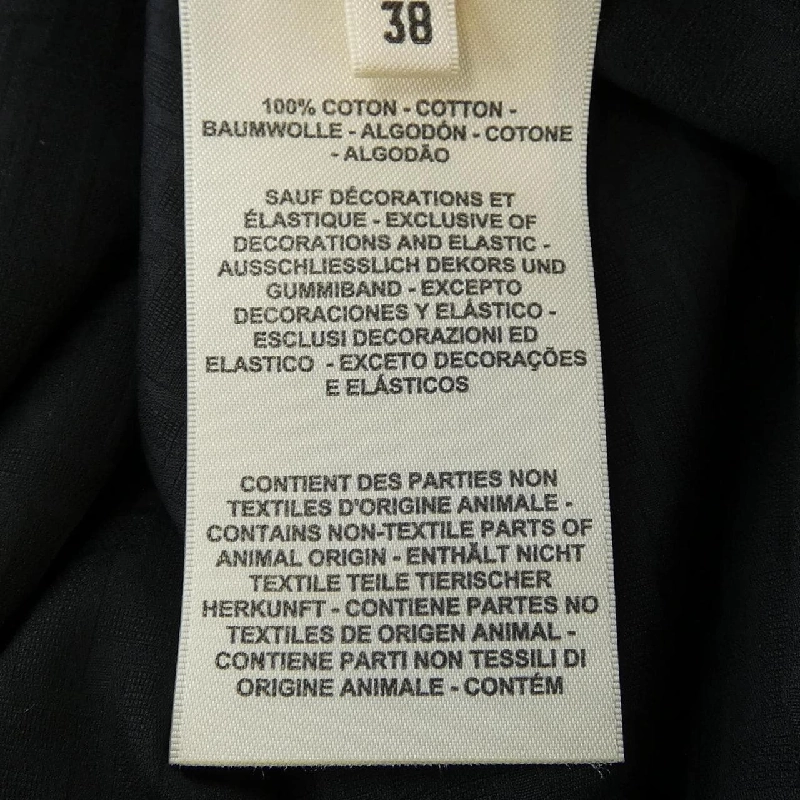 38
100% COTON - COTTON -
BAUMWOLLE - ALGODÓN - COTONE
- ALGODÃO
SAUF DÉCORATIONS ET
ÉLASTIQUE - EXCLUSIVE OF
DECORATIONS AND ELASTIC -
AUSSCHLIESSLICH DEKORS UND
GUMMIBAND - EXCEPTO
DECORACIONES Y ELÁSTICO -
ESCLUSI DECORAZIONI ED
ELASTICO - EXCETO DECORAÇÕES
E ELÁSTICOS
CONTIENT DES PARTIES NON
TEXTILES D'ORIGINE ANIMALE -
CONTAINS NON-TEXTILE PARTS OF
ANIMAL ORIGIN - ENTHÄLT NICHT
TEXTILE TEILE TIERISCHER
HERKUNFT - CONTIENE PARTES NO
TEXTILES DE ORIGEN ANIMAL -
CONTIENE PARTI NON TESSILI DI
ORIGINE ANIMALE - CONTÉM